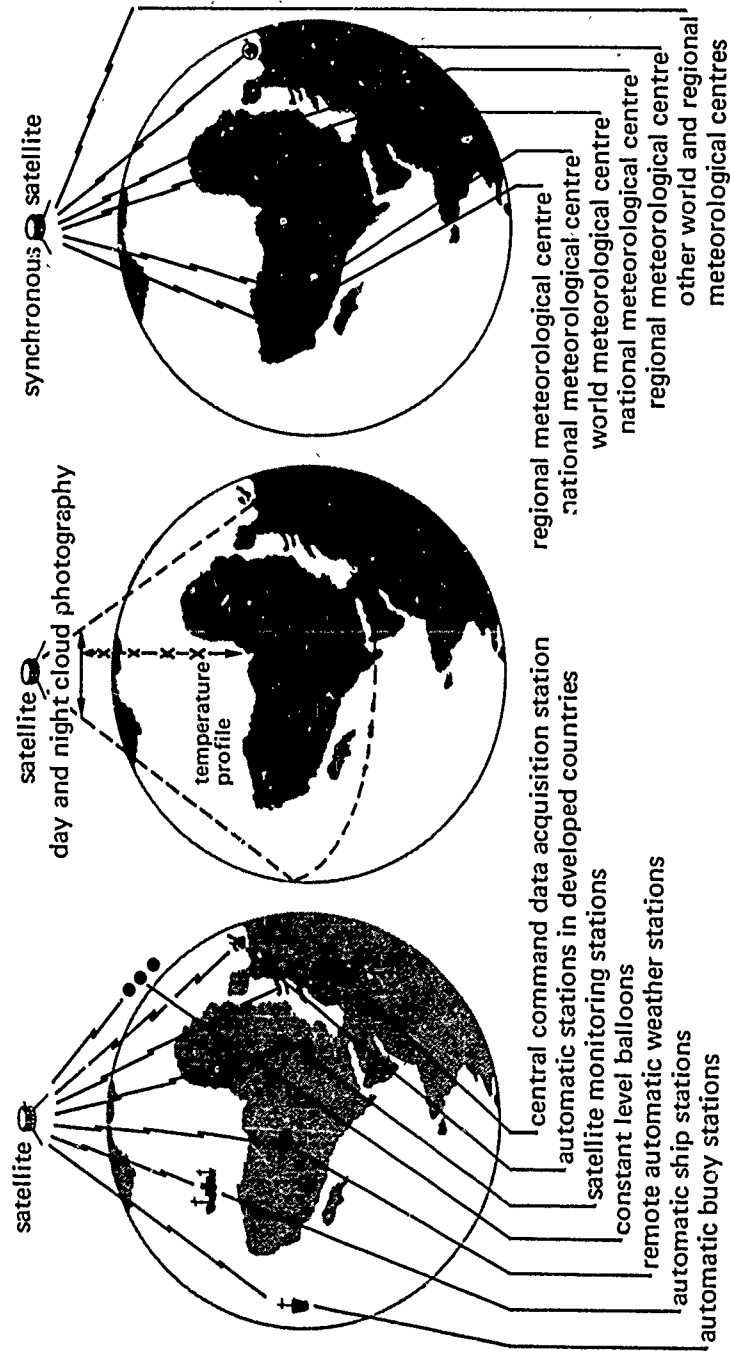 satellite
central command data acquisition station
automatic stations in developed countries
satellite monitoring stations
constant level balloons
remote automatic weather stations
automatic ship stations
automatic buoy stations
satellite
day and night cloud photography
temperature
profile
synchronous satellite
regional meteorological centre
national meteorological centre
world meteorological centre
national meteorological centre
regional meteorological centre
other world and regional
meteorological centres